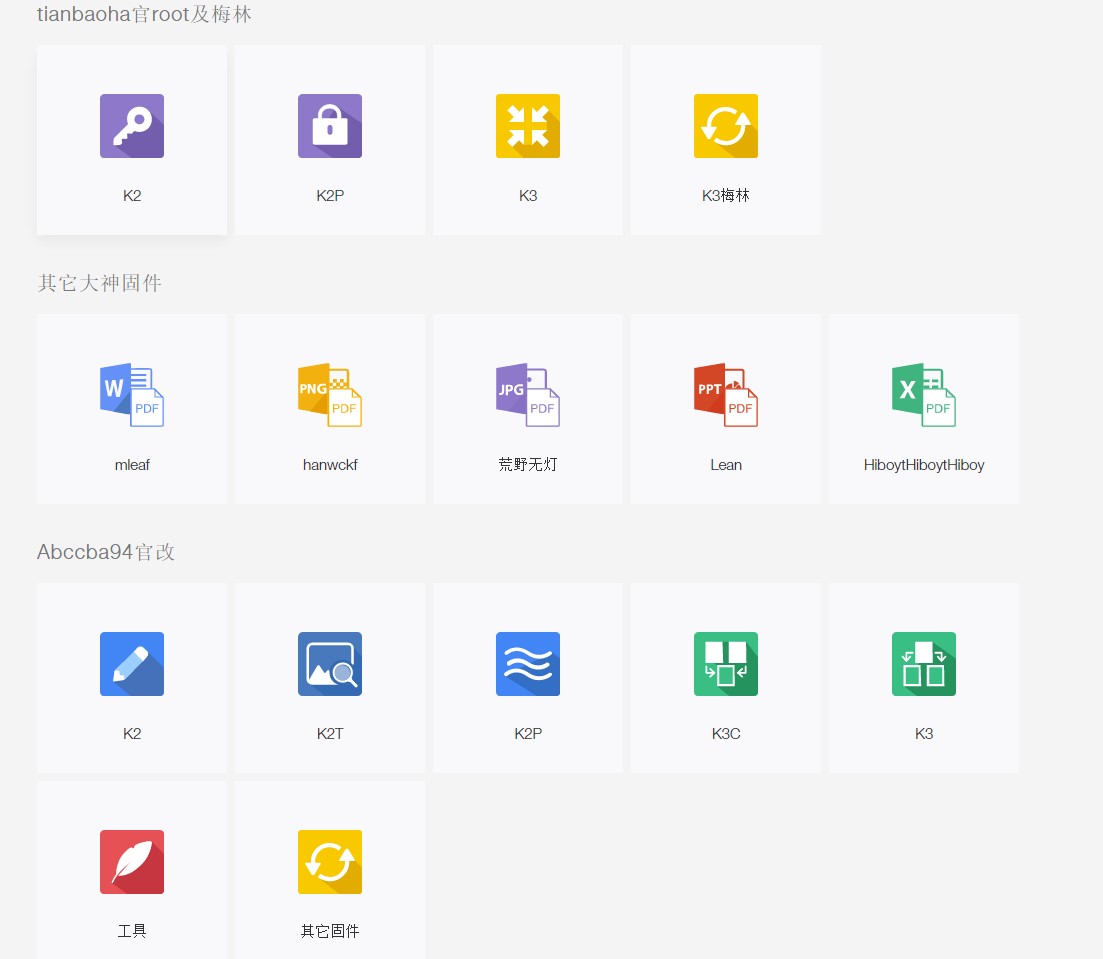 tianbaoha官root及梅林
K2
K2P
K3
K3梅林
其它大神固件
W PDF
PNG PDF
JPG PDF
PPT PDF
X PDF
mleaf
hanwckf
荒野无灯
Lean
HiboytHiboytHiboy
Abccba94官改
K2
K2T
K2P
K3C
K3
工具
其它固件